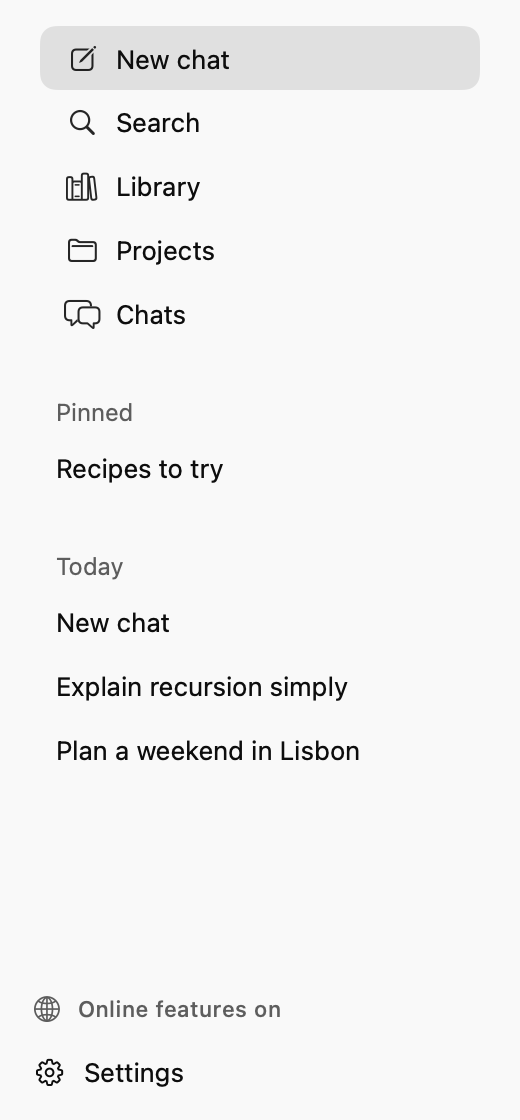 New chat
Search
Library
Projects
Chats
Pinned
Recipes to try
Today
New chat
Explain recursion simply
Plan a weekend in Lisbon
Online features on
Settings